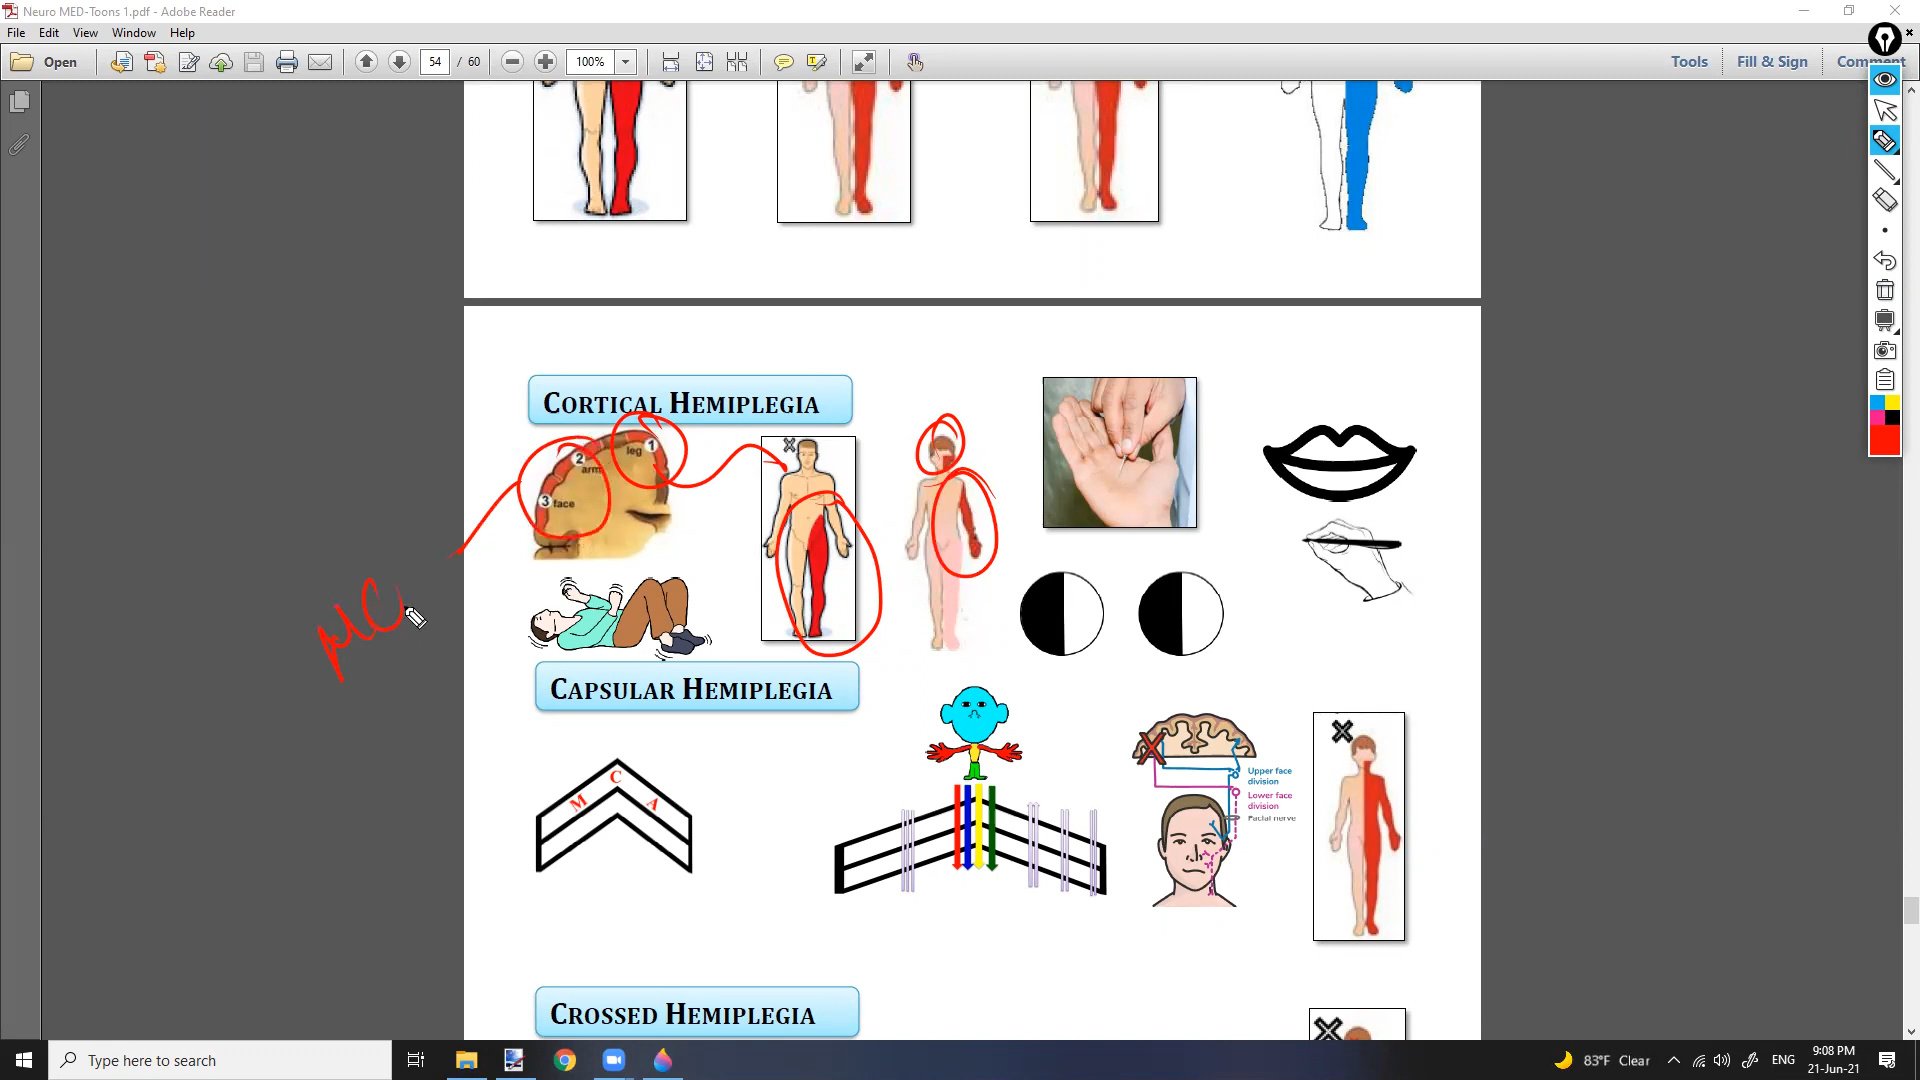 Neuro MED-Toons 1.pdf - Adobe Reader
File Edit View Window Help
Open 54 / 60 100% Tools Fill & Sign Comment
CORTICAL HEMIPLEGIA
1
leg
2
arm
3 face
MC
CAPSULAR HEMIPLEGIA
C
M A
Upper face
division
Lower face
division
Facial nerve
CROSSED HEMIPLEGIA
Type here to search
83°F Clear
ENG
9:08 PM
21-Jun-21